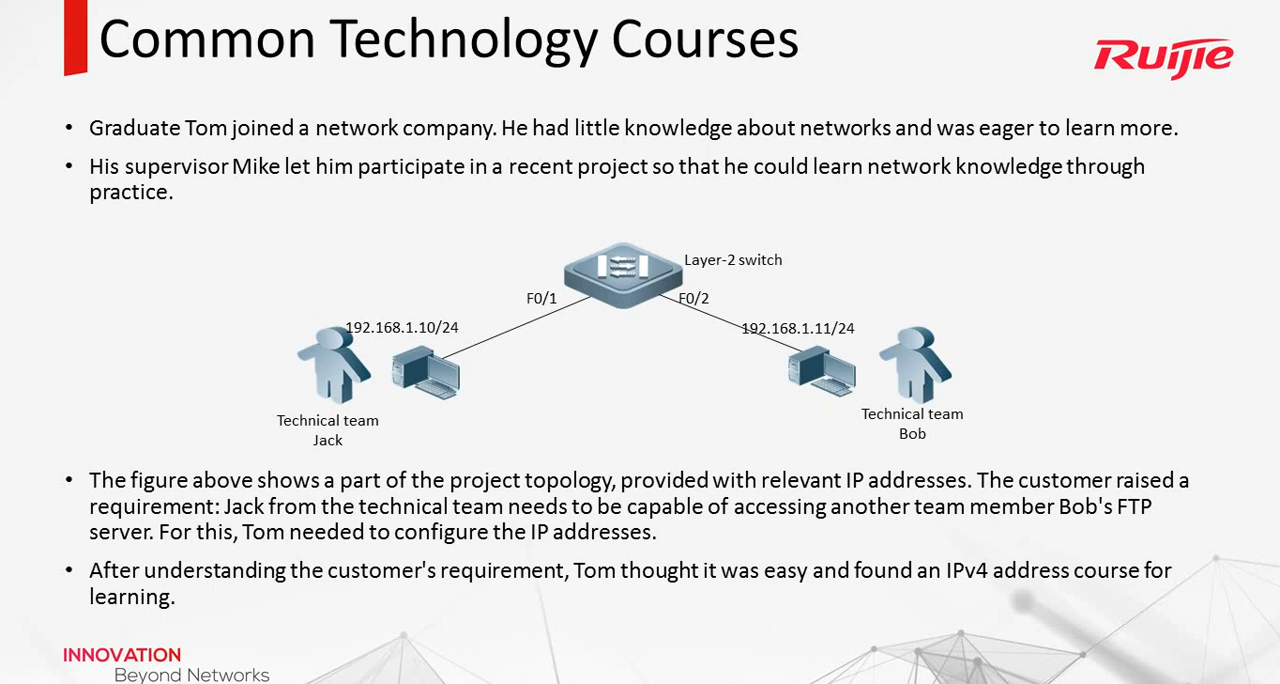 Common Technology Courses
Ruijie
• Graduate Tom joined a network company. He had little knowledge about networks and was eager to learn more.
• His supervisor Mike let him participate in a recent project so that he could learn network knowledge through
practice.
Layer-2 switch
F0/1
F0/2
192.168.1.10/24
192.168.1.11/24
Technical team
Jack
Technical team
Bob
• The figure above shows a part of the project topology, provided with relevant IP addresses. The customer raised a
requirement: Jack from the technical team needs to be capable of accessing another team member Bob's FTP
server. For this, Tom needed to configure the IP addresses.
• After understanding the customer's requirement, Tom thought it was easy and found an IPv4 address course for
learning.
INNOVATION
Beyond Networks